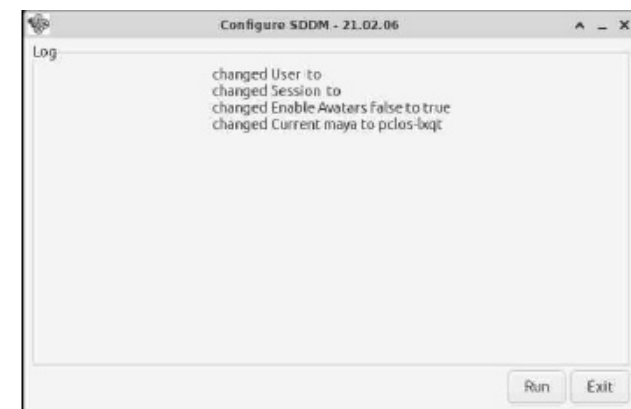 Configure SDDM - 21.02.06
Log
changed User to
changed Session to
changed Enable Avatars false to true
changed Current maya to pclos-lxqt
Run Exit